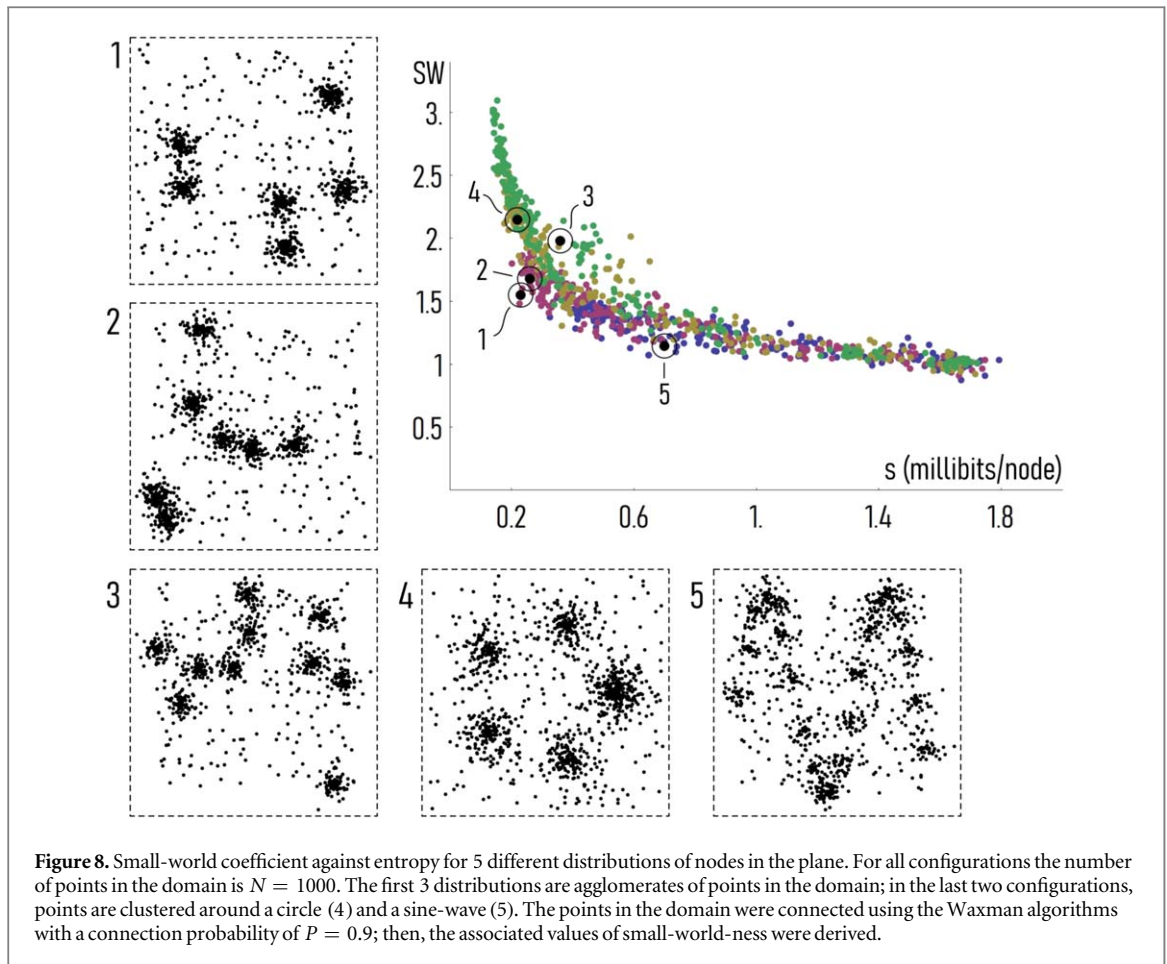 1
SW
3.
2.5
4
3
2.
2
1.5
1
1
5
0.5
s (millibits/node)
0.2 0.6 1. 1.4 1.8
2
3
4
5
Figure 8. Small-world coefficient against entropy for 5 different distributions of nodes in the plane. For all configurations the number
of points in the domain is N = 1000. The first 3 distributions are agglomerates of points in the domain; in the last two configurations,
points are clustered around a circle (4) and a sine-wave (5). The points in the domain were connected using the Waxman algorithms
with a connection probability of P = 0.9; then, the associated values of small-world-ness were derived.